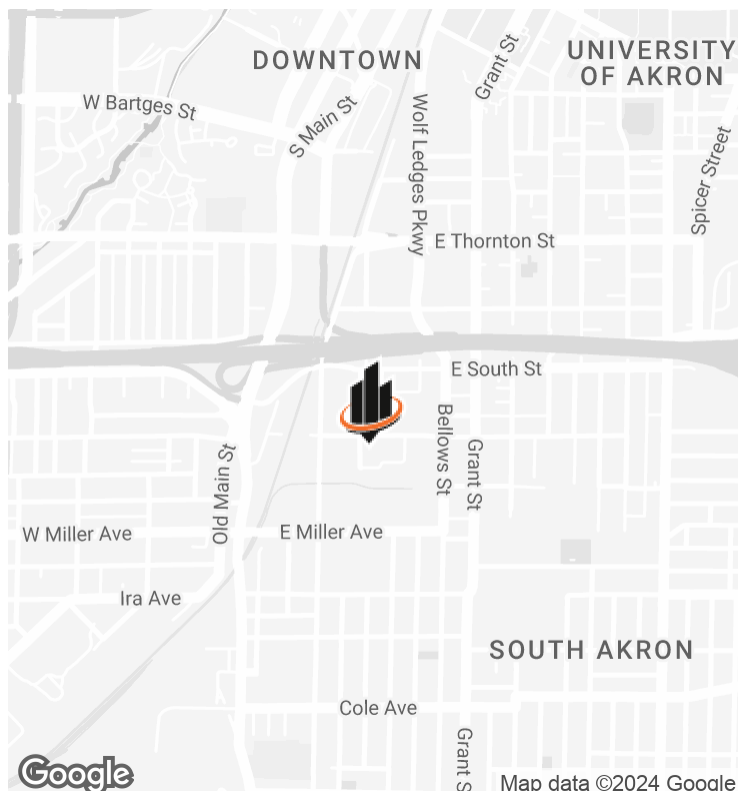 DOWNTOWN
UNIVERSITY
OF AKRON
Grant St
W Bartges St
S Main St
Wolf Ledges Pkwy
Spicer Street
E Thornton St
E South St
Bellows St
Grant St
Old Main St
W Miller Ave
E Miller Ave
Ira Ave
SOUTH AKRON
Cole Ave
Grant S
Google
Map data ©2024 Google